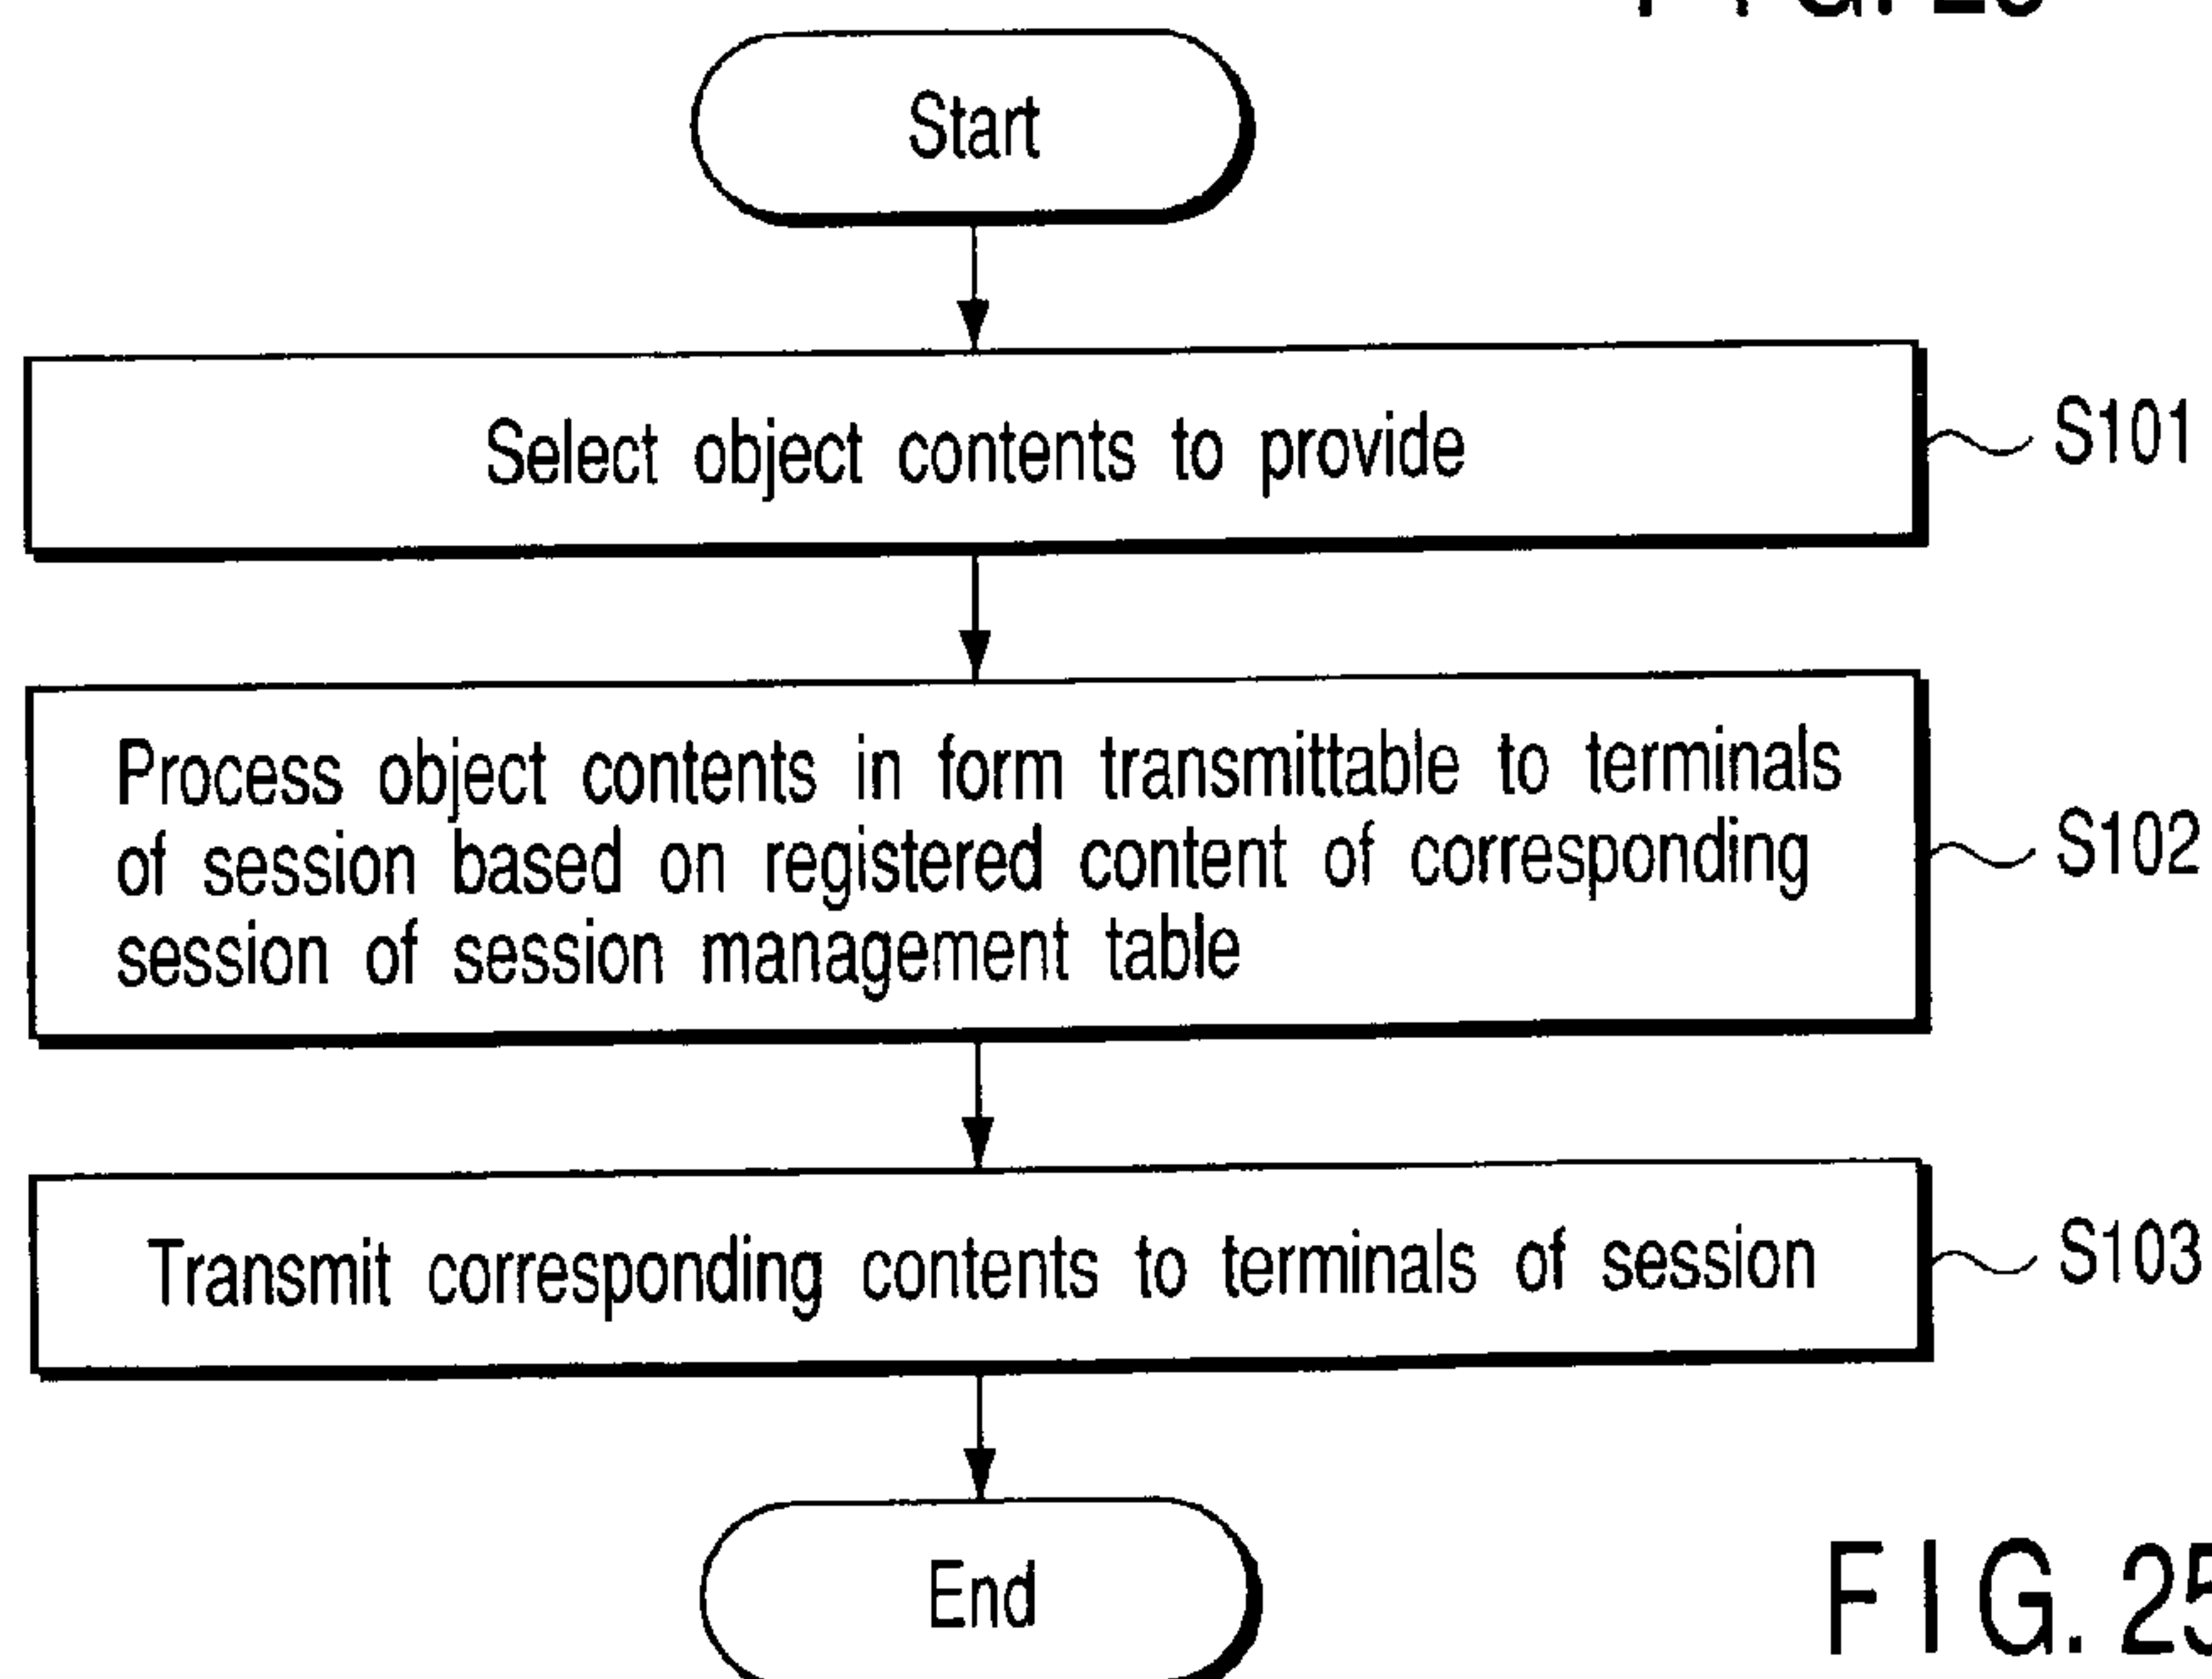 Start
Select object contents to provide
S101
Process object contents in form transmittable to terminals
of session based on registered content of corresponding
session of session management table
S102
Transmit corresponding contents to terminals of session
S103
End
FIG. 25